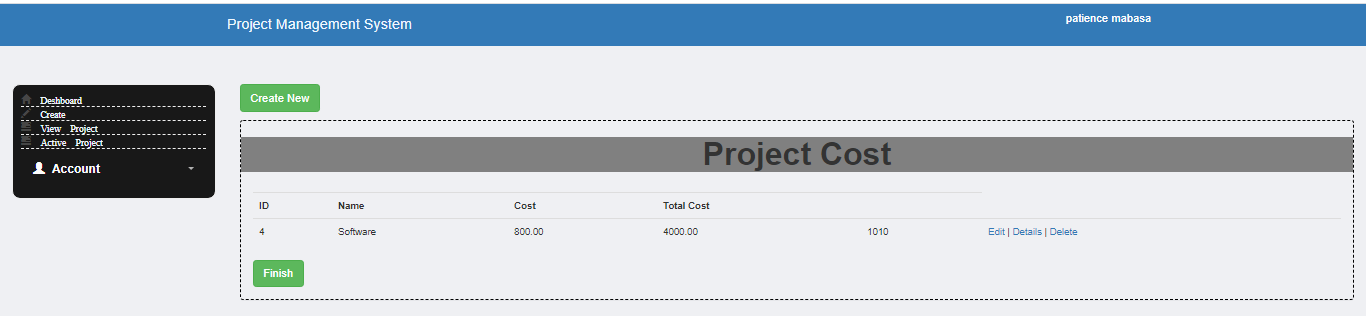 Project Management System
patience mabasa
Deshboard
Create
View Project
Active Project
Account
Create New
Project Cost
ID Name Cost Total Cost
4 Software 800.00 4000.00 1010 Edit | Details | Delete
Finish